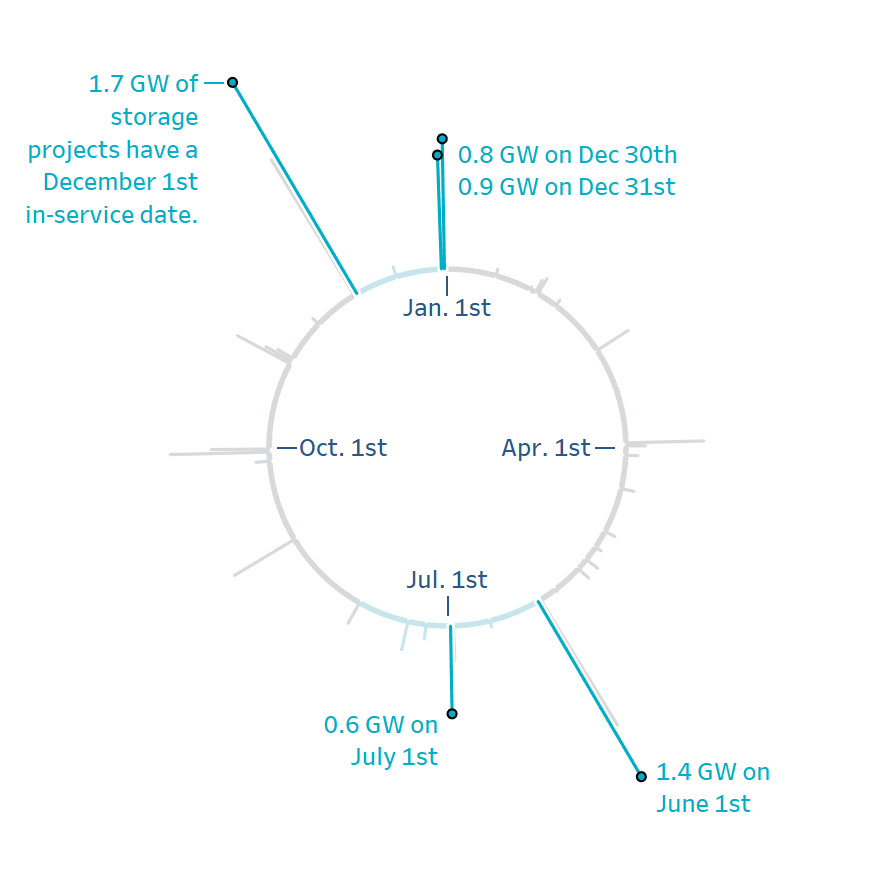 1.7 GW of
storage
projects have a
December 1st
in-service date.
0.8 GW on Dec 30th
0.9 GW on Dec 31st
Jan. 1st
Oct. 1st
Apr. 1st
Jul. 1st
0.6 GW on
July 1st
1.4 GW on
June 1st